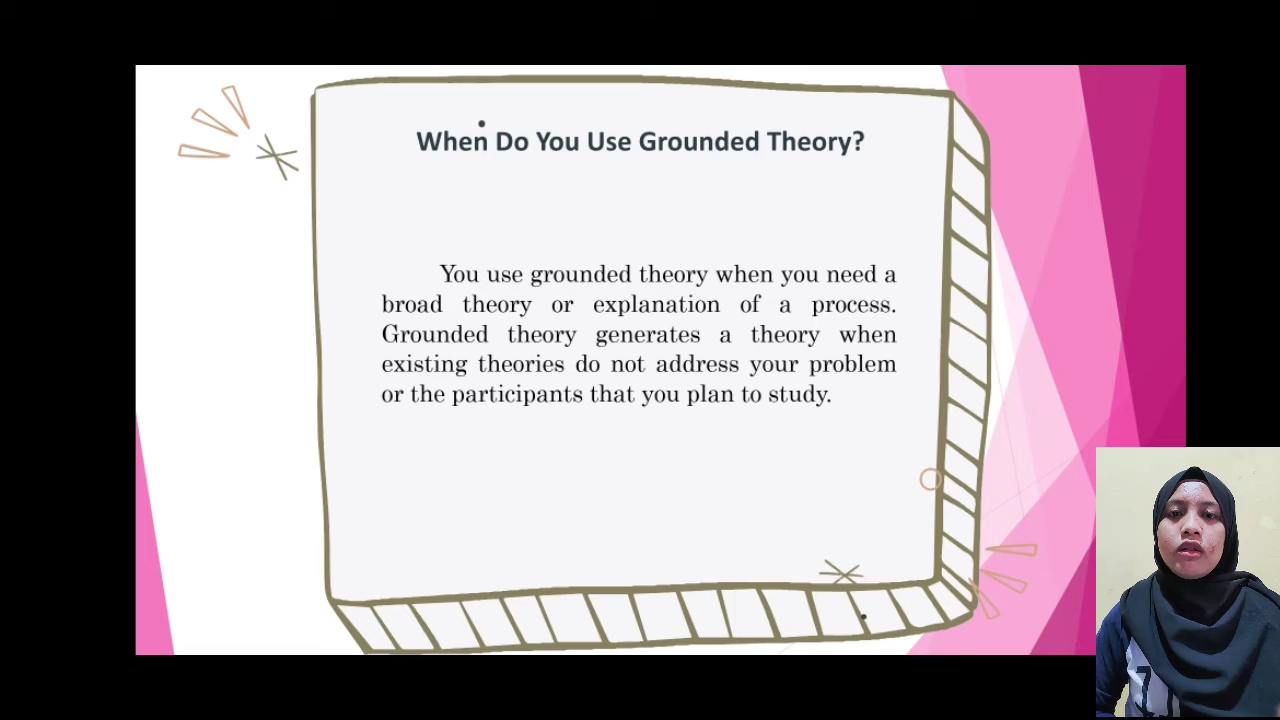 When Do You Use Grounded Theory?
You use grounded theory when you need a
broad theory or explanation of a process.
Grounded theory generates a theory when
existing theories do not address your problem
or the participants that you plan to study.
7